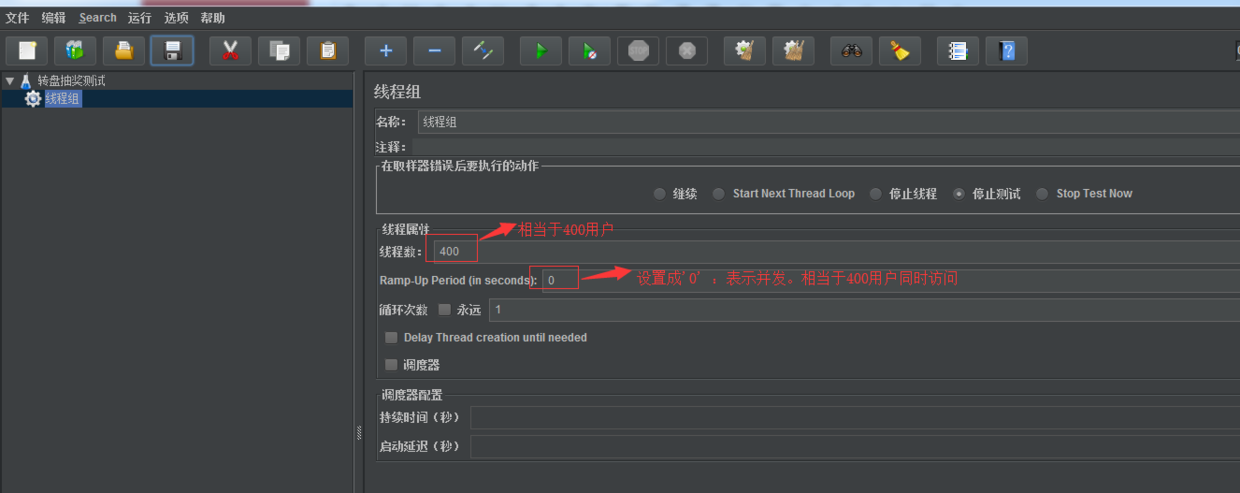 文件 编辑 Search 运行 选项 帮助
转盘抽奖测试
线程组
线程组
名称： 线程组
注释：
在取样器错误后要执行的动作
继续 Start Next Thread Loop 停止线程 停止测试 Stop Test Now
线程属性
相当于400用户
线程数： 400
Ramp-Up Period (in seconds): 0
设置成'0' ：表示并发。相当于400用户同时访问
循环次数 永远 1
Delay Thread creation until needed
调度器
调度器配置
持续时间（秒）
启动延迟（秒）